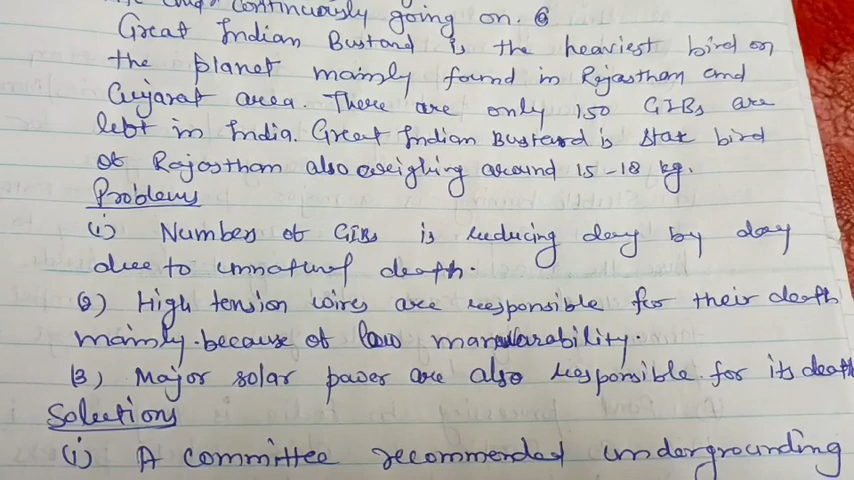 continuously going on.
Great Indian Bustard is the heaviest bird on
the planet mainly found in Rajasthan and
Gujarat area. There are only 150 GIBs are
left in India. Great Indian Bustard is stat bird
of Rajasthan also weighing around 15-18 kg.
Problems
(i) Number of GIBs is reducing day by day
due to unnatural death.
(2) High tension wires are responsible for their death
mainly because of low
(3) Major solar power are also responsible for its death
Solutions
(i) A committee recommended undergrounding